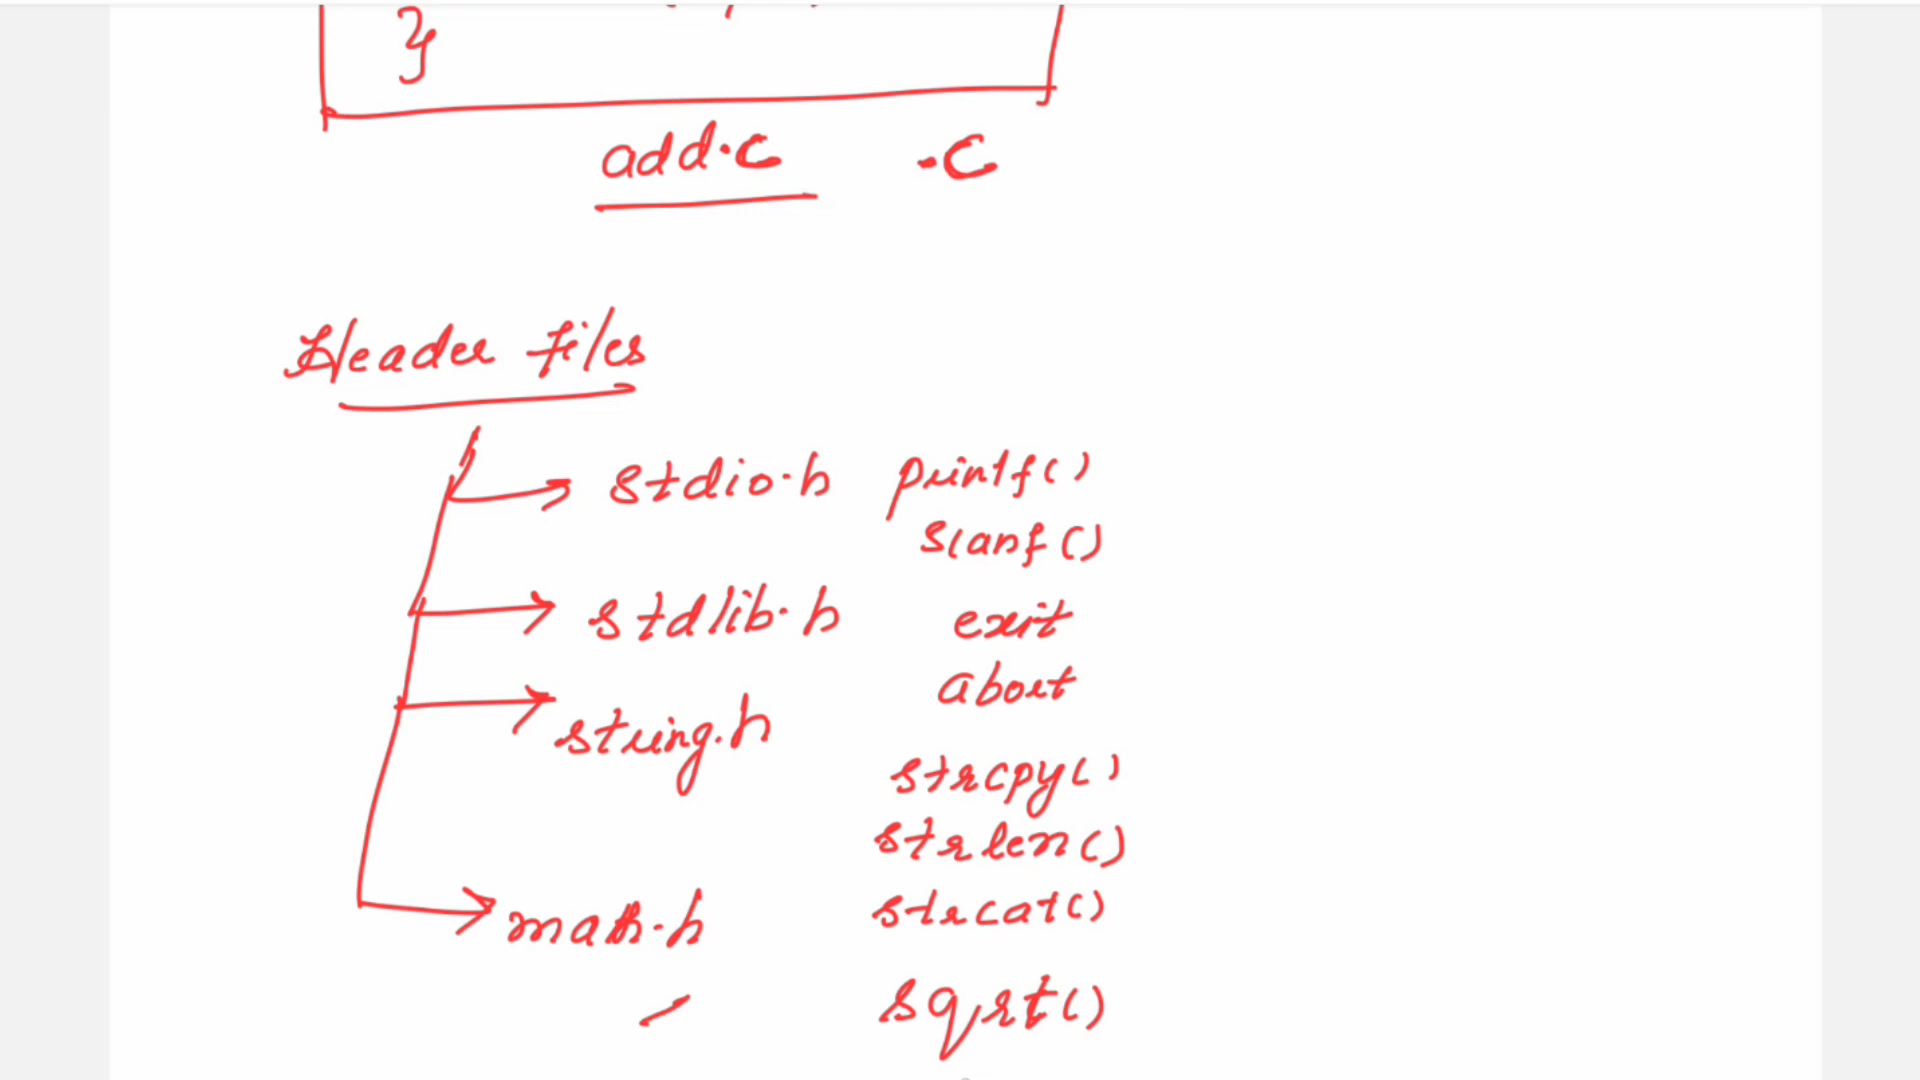 }
add.c .c
Header files
stdio.h printf()
scanf()
stdlib.h exit
abort
string.h
strcpy()
strlen()
strcat()
math.h
sqrt()